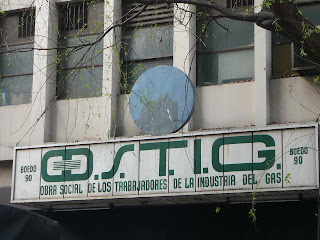 O.S.T.I.G
BOEDO
90
OBRA SOCIAL DE LOS TRABAJADORES DE LA INDUSTRIA DEL GAS
BOEDO
90